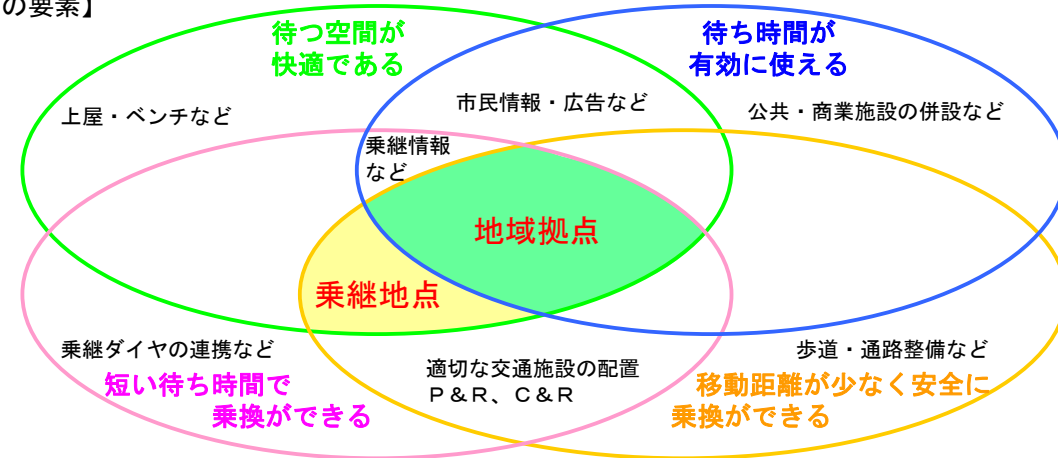 の要素】
待つ空間が
快適である
待ち時間が
有効に使える
上屋・ベンチなど
市民情報・広告など
公共・商業施設の併設など
乗継情報
など
地域拠点
乗継地点
乗継ダイヤの連携など
短い待ち時間で
乗換ができる
適切な交通施設の配置
P＆R、C＆R
歩道・通路整備など
移動距離が少なく安全に
乗換ができる